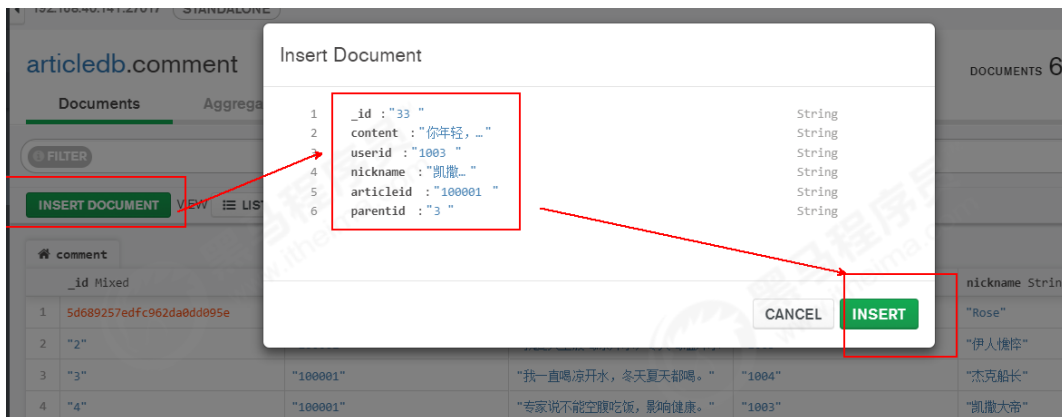 192.168.40.141:27017 STANDALONE
articledb.comment
DOCUMENTS 6
Documents
Aggrega
FILTER
INSERT DOCUMENT VIEW LIS
comment
_id Mixed
nickname Strin
1 5d689257edfc962da0dd095e "Rose"
2 "2" "伊人憔悴"
3 "3" "100001" "我一直喝凉开水,冬天夏天都喝。" "1004" "杰克船长"
4 "4" "100001" "专家说不能空腹吃饭,影响健康。" "1003" "凯撒大帝"
Insert Document
1 _id :"33 " String
2 content :"你年轻,…" String
3 userid :"1003 " String
4 nickname :"凯撒…" String
5 articleid :"100001 " String
6 parentid :"3 " String
CANCEL INSERT